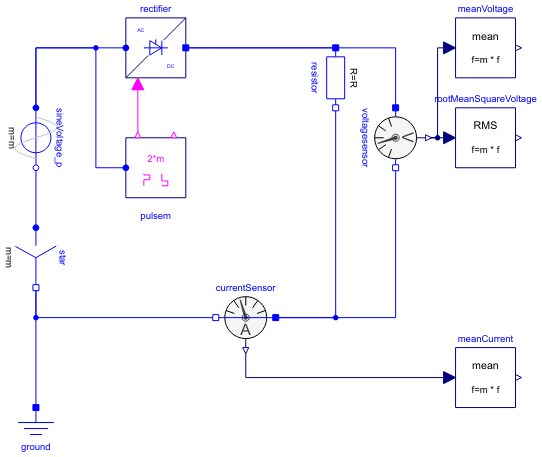 rectifier
meanVoltage
AC
DC
mean
f=m * f
resistor
R=R
rootMeanSquareVoltage
RMS
f=m * f
sineVoltage_p
m=m
voltagesensor
V
2*m
pulsem
star
m=m
currentSensor
A
meanCurrent
mean
f=m * f
ground